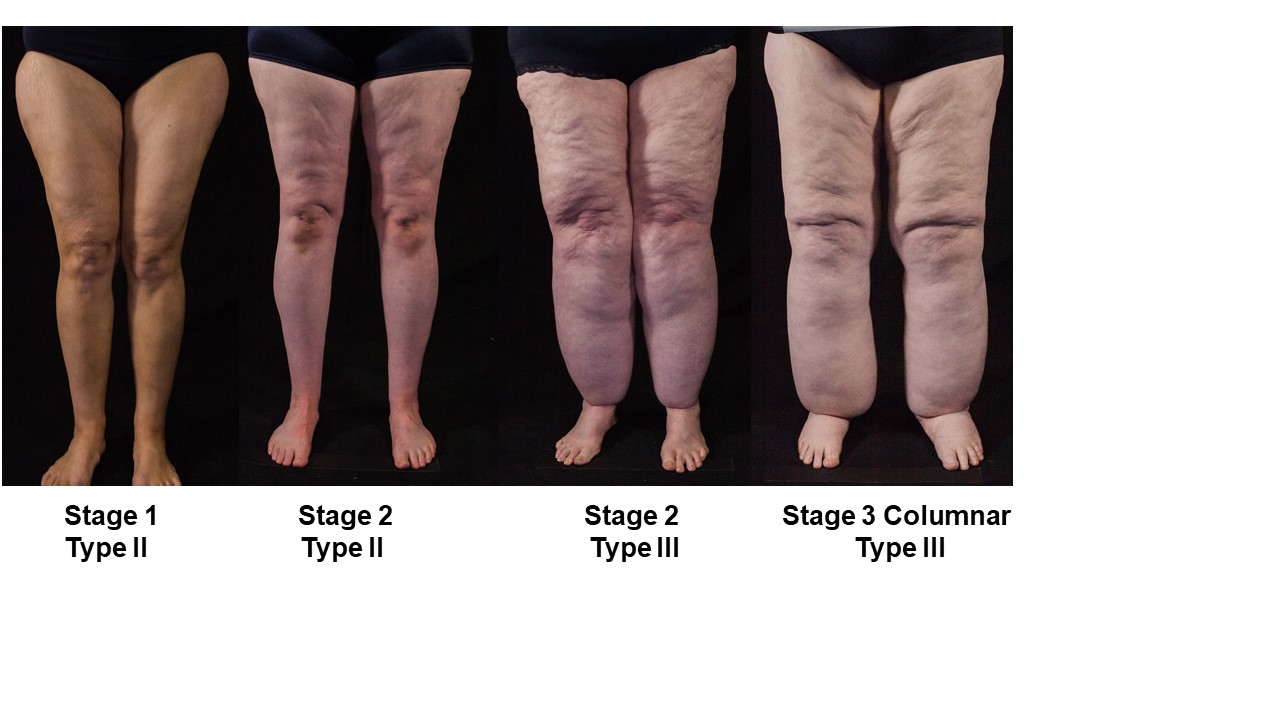 Stage 1
Type II
Stage 2
Type II
Stage 2
Type III
Stage 3 Columnar
Type III